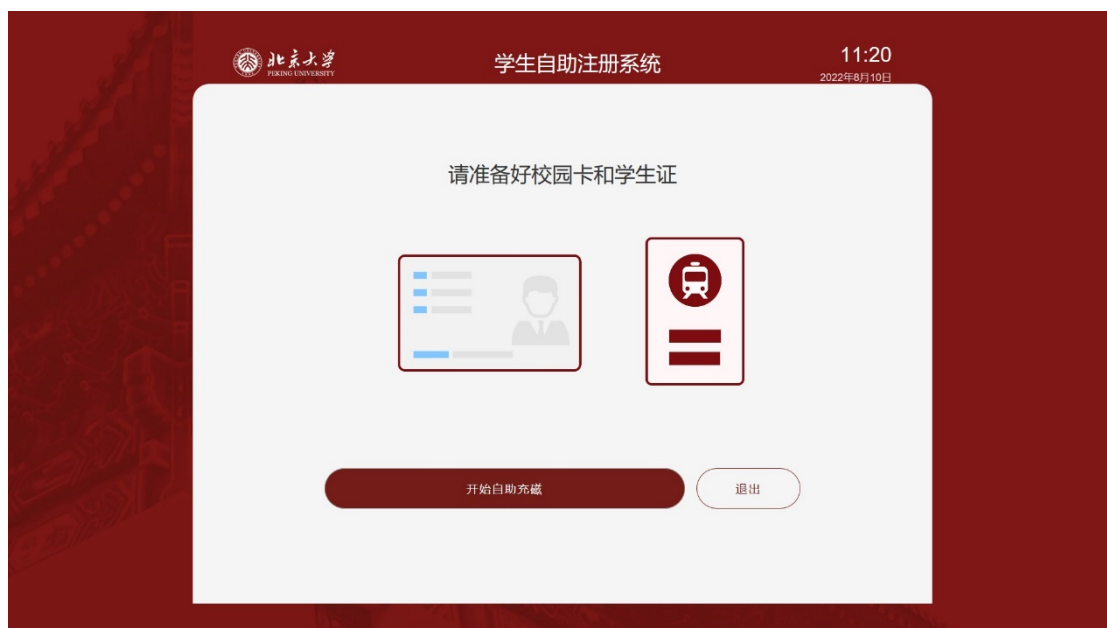 北京大学
PEKING UNIVERSITY
学生自助注册系统
11:20
2022年8月10日
请准备好校园卡和学生证
开始自助充磁
退出